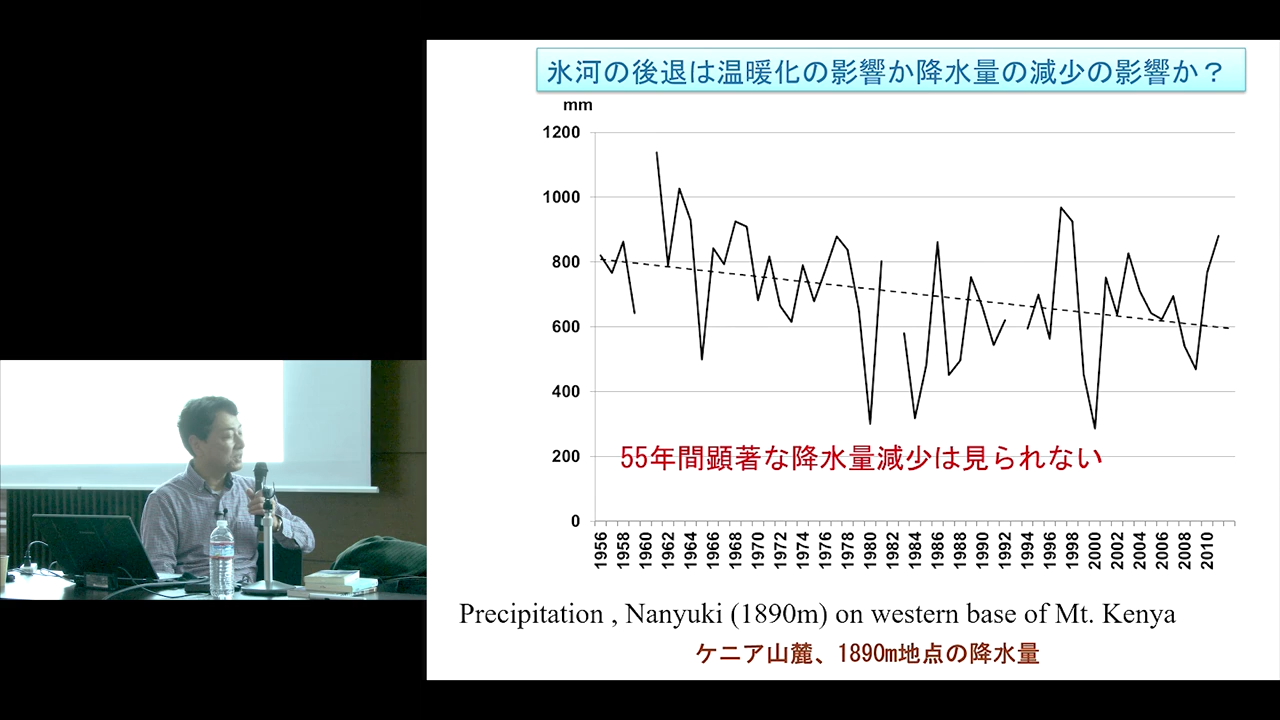 氷河の後退は温暖化の影響か降水量の減少の影響か？
mm
1200
1000
800
600
400
200
0
55年間顕著な降水量減少は見られない
1956 1958 1960 1962 1964 1966 1968 1970 1972 1974 1976 1978 1980 1982 1984 1986 1988 1990 1992 1994 1996 1998 2000 2002 2004 2006 2008 2010
Precipitation , Nanyuki (1890m) on western base of Mt. Kenya
ケニア山麓、1890m地点の降水量